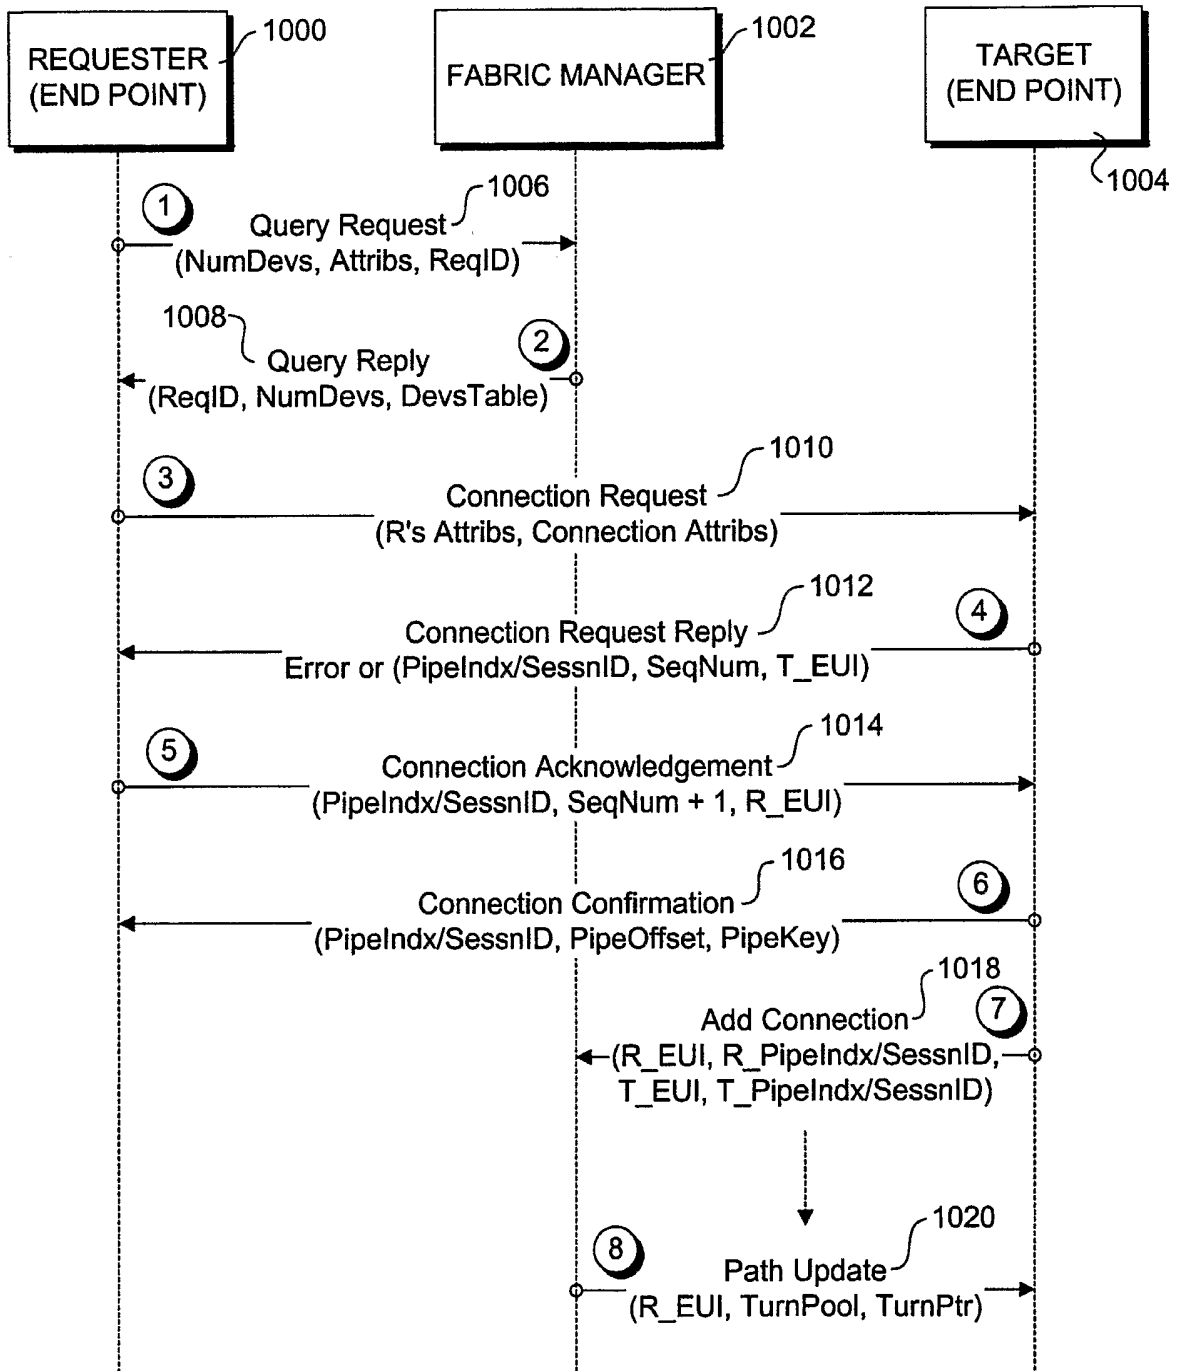 REQUESTER
(END POINT)
1000
FABRIC MANAGER
1002
TARGET
(END POINT)
1004
1
1006
Query Request
(NumDevs, Attribs, ReqID)
1008
2
Query Reply
(ReqID, NumDevs, DevsTable)
3
1010
Connection Request
(R's Attribs, Connection Attribs)
1012
4
Connection Request Reply
Error or (PipeIndx/SessnID, SeqNum, T_EUI)
5
1014
Connection Acknowledgement
(PipeIndx/SessnID, SeqNum + 1, R_EUI)
1016
6
Connection Confirmation
(PipeIndx/SessnID, PipeOffset, PipeKey)
1018
7
Add Connection
(R_EUI, R_PipeIndx/SessnID,
T_EUI, T_PipeIndx/SessnID)
8
1020
Path Update
(R_EUI, TurnPool, TurnPtr)